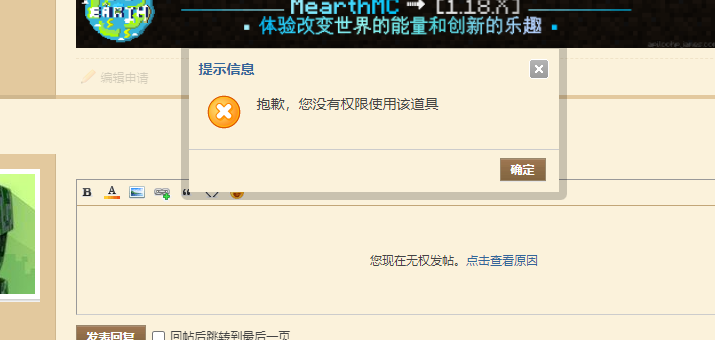 EARTH
MearthMC → [1.18.X]
▪ 体验改变世界的能量和创新的乐趣 ▪
编辑申请
提示信息
抱歉，您没有权限使用该道具
确定
B A
您现在无权发帖。点击查看原因
发表回复 回帖后跳转到最后一页